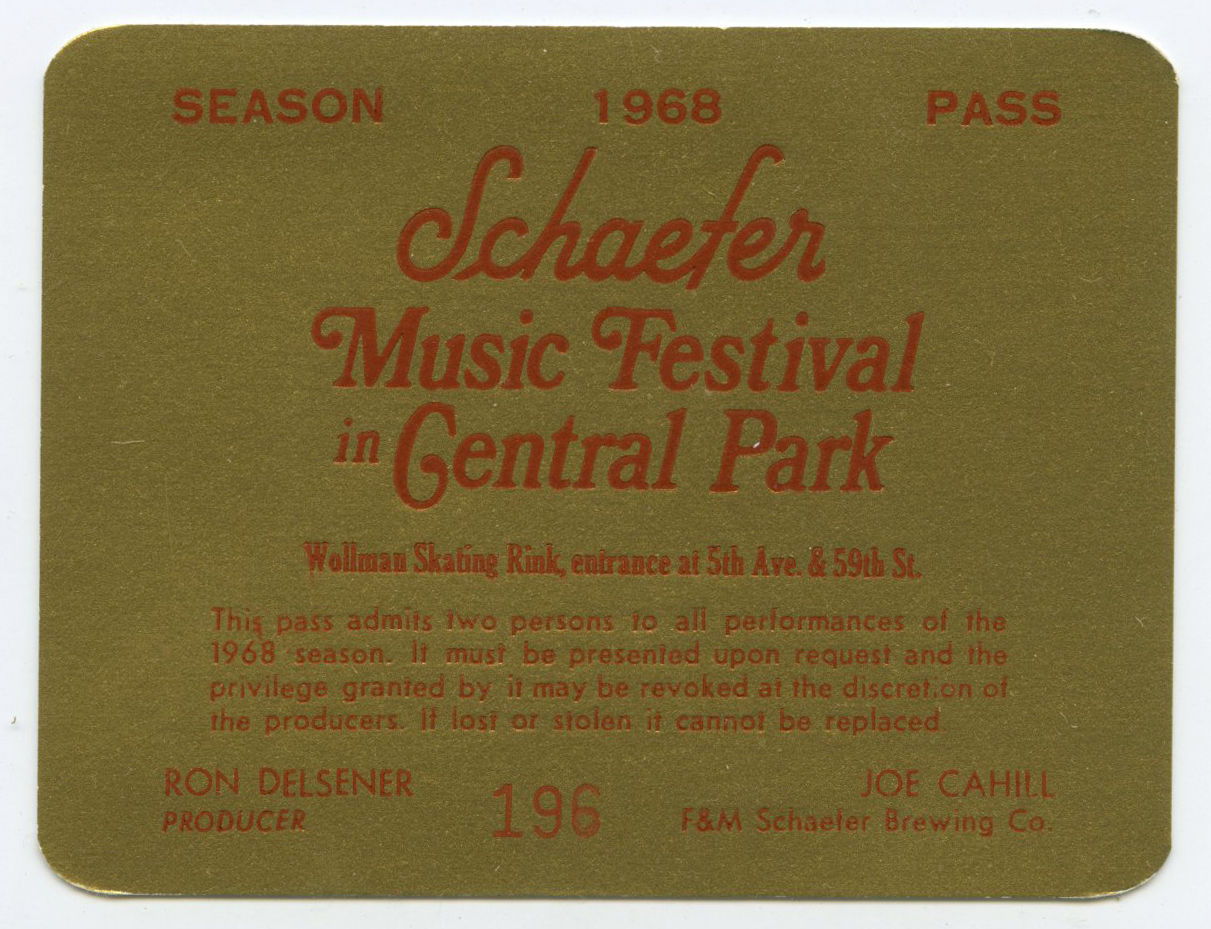 SEASON 1968 PASS
Schaefer
Music Festival
in Central Park
Wollman Skating Rink, entrance at 5th Ave. & 59th St.
This pass admits two persons to all performances of the
1968 season. It must be presented upon request and the
privilege granted by it may be revoked at the discretion of
the producers. If lost or stolen it cannot be replaced.
RON DELSENER 196 JOE CAHILL
PRODUCER F&M Schaefer Brewing Co.